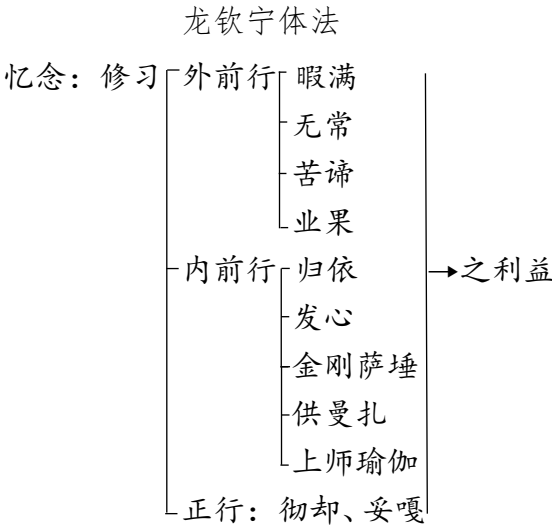 龙钦宁体法
忆念：修习 外前行 暇满
无常
苦谛
业果
内前行 归依 之利益
发心
金刚萨埵
供曼扎
上师瑜伽
正行：彻却、妥嘎